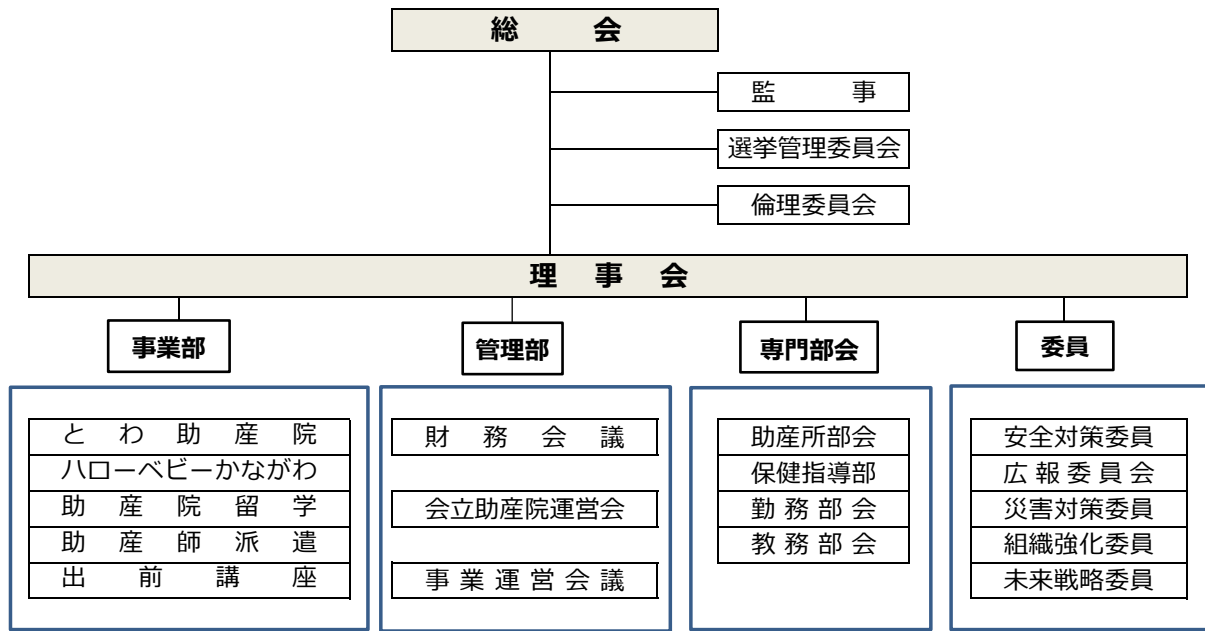 総会
監事
選挙管理委員会
倫理委員会
理事会
事業部
管理部
専門部会
委員
とわ助産院
ハローベビーかながわ
助産院留学
助産師派遣
出前講座
財務会議
会立助産院運営会
事業運営会議
助産所部会
保健指導部
勤務部会
教務部会
安全対策委員
広報委員会
災害対策委員
組織強化委員
未来戦略委員